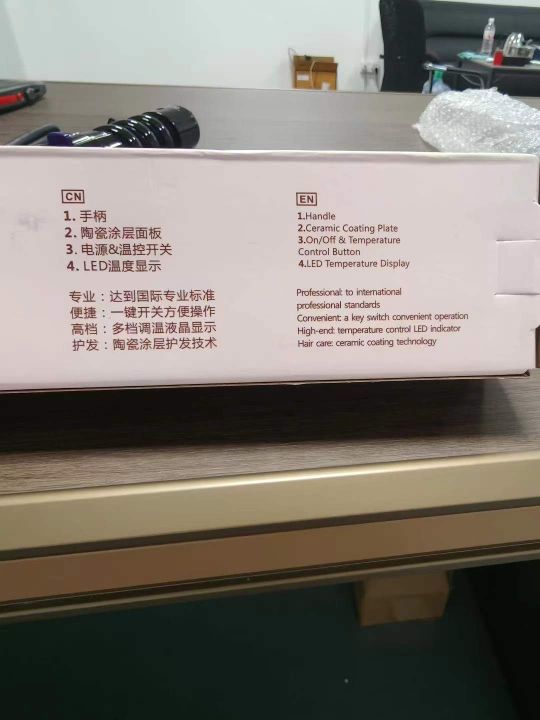 CN
1. 手柄
2. 陶瓷涂层面板
3. 电源&温控开关
4. LED温度显示
专业：达到国际专业标准
便捷：一键开关方便操作
高档：多档调温液晶显示
护发：陶瓷涂层护发技术
EN
1.Handle
2.Ceramic Coating Plate
3.On/Off & Temperature
Control Button
4.LED Temperature Display
Professional: to international
professional standards
Convenient: a key switch convenient operation
High-end: temperature control LED indicator
Hair care: ceramic coating technology